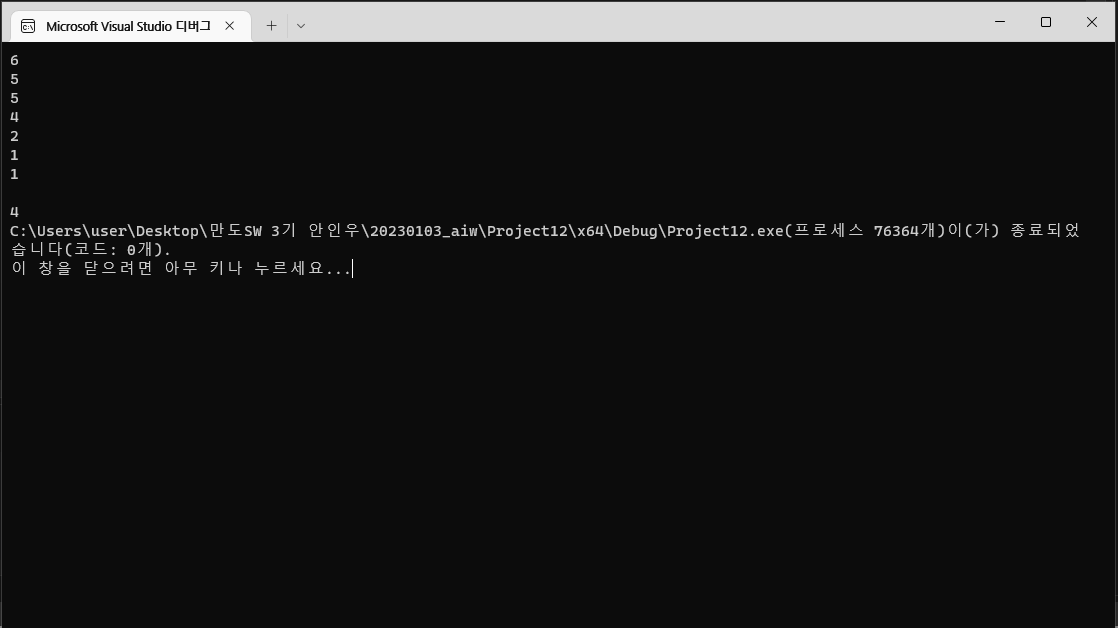 Microsoft Visual Studio 디버그
6
5
5
4
2
1
1
4
C:\Users\user\Desktop\만도SW 3기 안인우\20230103_aiw\Project12\x64\Debug\Project12.exe(프로세스 76364개)이(가) 종료되었
습니다(코드: 0개).
이 창을 닫으려면 아무 키나 누르세요...